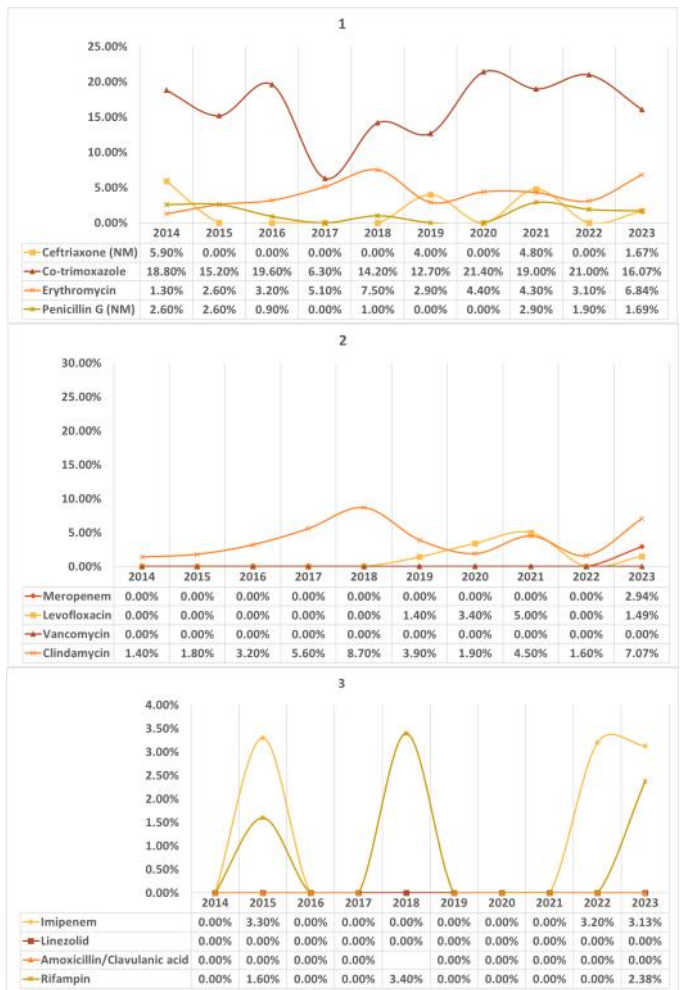 1
25.00%
20.00%
15.00%
10.00%
5.00%
0.00%
2014 2015 2016 2017 2018 2019 2020 2021 2022 2023
Ceftriaxone (NM) 5.90% 0.00% 0.00% 0.00% 0.00% 4.00% 0.00% 4.80% 0.00% 1.67%
Co-trimoxazole 18.80% 15.20% 19.60% 6.30% 14.20% 12.70% 21.40% 19.00% 21.00% 16.07%
Erythromycin 1.30% 2.60% 3.20% 5.10% 7.50% 2.90% 4.40% 4.30% 3.10% 6.84%
Penicillin G (NM) 2.60% 2.60% 0.90% 0.00% 1.00% 0.00% 0.00% 2.90% 1.90% 1.69%
2
30.00%
25.00%
20.00%
15.00%
10.00%
5.00%
0.00%
2014 2015 2016 2017 2018 2019 2020 2021 2022 2023
Meropenem 0.00% 0.00% 0.00% 0.00% 0.00% 0.00% 0.00% 0.00% 0.00% 2.94%
Levofloxacin 0.00% 0.00% 0.00% 0.00% 0.00% 1.40% 3.40% 5.00% 0.00% 1.49%
Vancomycin 0.00% 0.00% 0.00% 0.00% 0.00% 0.00% 0.00% 0.00% 0.00% 0.00%
Clindamycin 1.40% 1.80% 3.20% 5.60% 8.70% 3.90% 1.90% 4.50% 1.60% 7.07%
3
4.00%
3.50%
3.00%
2.50%
2.00%
1.50%
1.00%
0.50%
0.00%
2014 2015 2016 2017 2018 2019 2020 2021 2022 2023
Imipenem 0.00% 3.30% 0.00% 0.00% 0.00% 0.00% 0.00% 0.00% 3.20% 3.13%
Linezolid 0.00% 0.00% 0.00% 0.00% 0.00% 0.00% 0.00% 0.00% 0.00% 0.00%
Amoxicillin/Clavulanic acid 0.00% 0.00% 0.00% 0.00% 0.00% 0.00% 0.00% 0.00% 0.00%
Rifampin 0.00% 1.60% 0.00% 0.00% 3.40% 0.00% 0.00% 0.00% 0.00% 2.38%